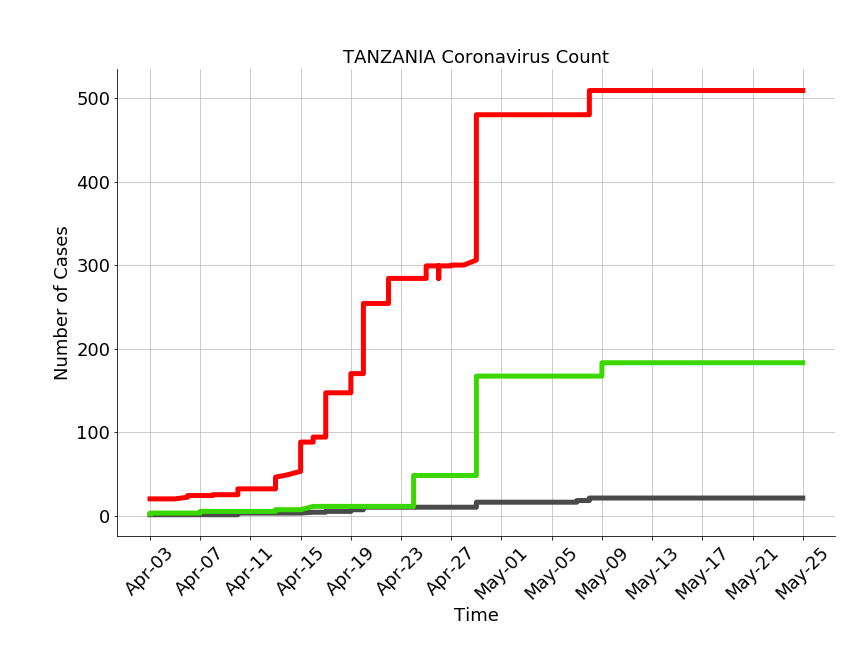 TANZANIA Coronavirus Count
Number of Cases
500
400
300
200
100
0
Apr-03
Apr-07
Apr-11
Apr-15
Apr-19
Apr-23
Apr-27
May-01
May-05
May-09
May-13
May-17
May-21
May-25
Time